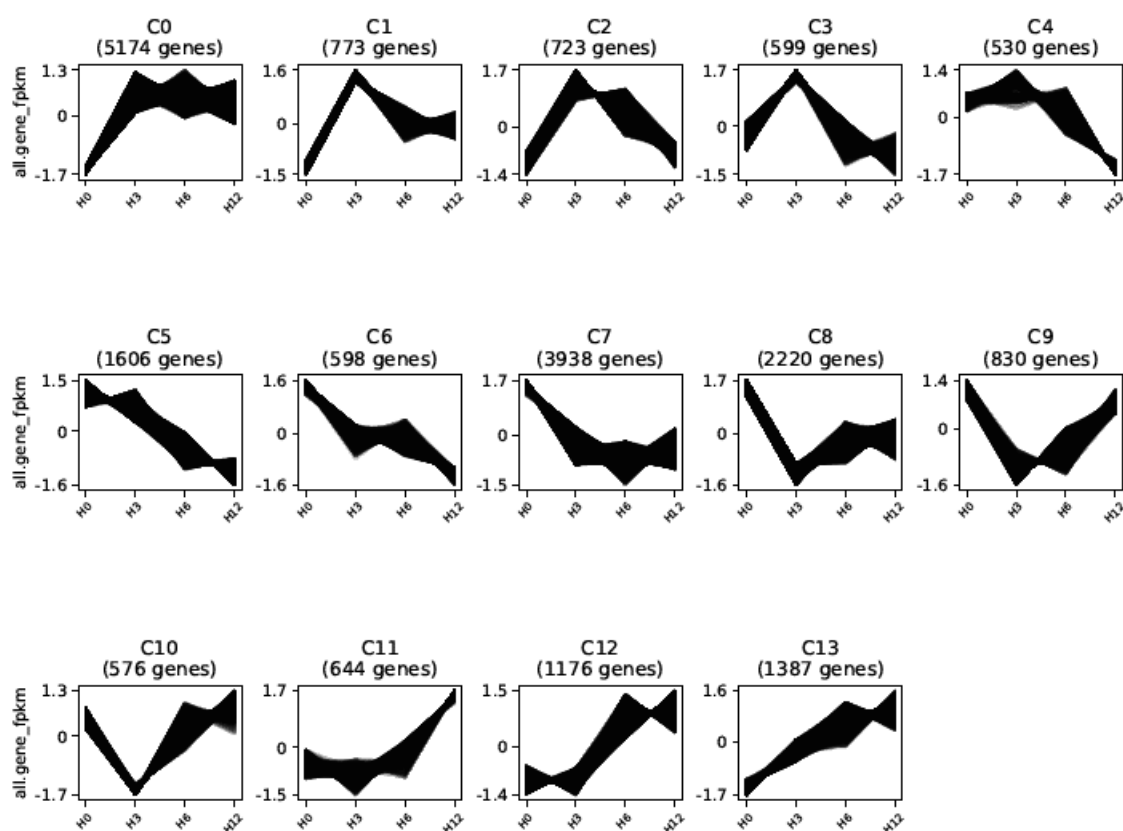 C0
(5174 genes)
C1
(773 genes)
C2
(723 genes)
C3
(599 genes)
C4
(530 genes)
all.gene_fpkm
1.3
0
-1.7
H0
H3
H6
H12
1.6
0
-1.5
H0
H3
H6
H12
1.7
0
-1.4
H0
H3
H6
H12
1.7
0
-1.5
H0
H3
H6
H12
1.4
0
-1.7
H0
H3
H6
H12
C5
(1606 genes)
C6
(598 genes)
C7
(3938 genes)
C8
(2220 genes)
C9
(830 genes)
all.gene_fpkm
1.5
0
-1.6
H0
H3
H6
H12
1.6
0
-1.6
H0
H3
H6
H12
1.7
0
-1.5
H0
H3
H6
H12
1.7
0
-1.6
H0
H3
H6
H12
1.4
0
-1.6
H0
H3
H6
H12
C10
(576 genes)
C11
(644 genes)
C12
(1176 genes)
C13
(1387 genes)
all.gene_fpkm
1.3
0
-1.7
H0
H3
H6
H12
1.7
0
-1.5
H0
H3
H6
H12
1.5
0
-1.4
H0
H3
H6
H12
1.6
0
-1.7
H0
H3
H6
H12